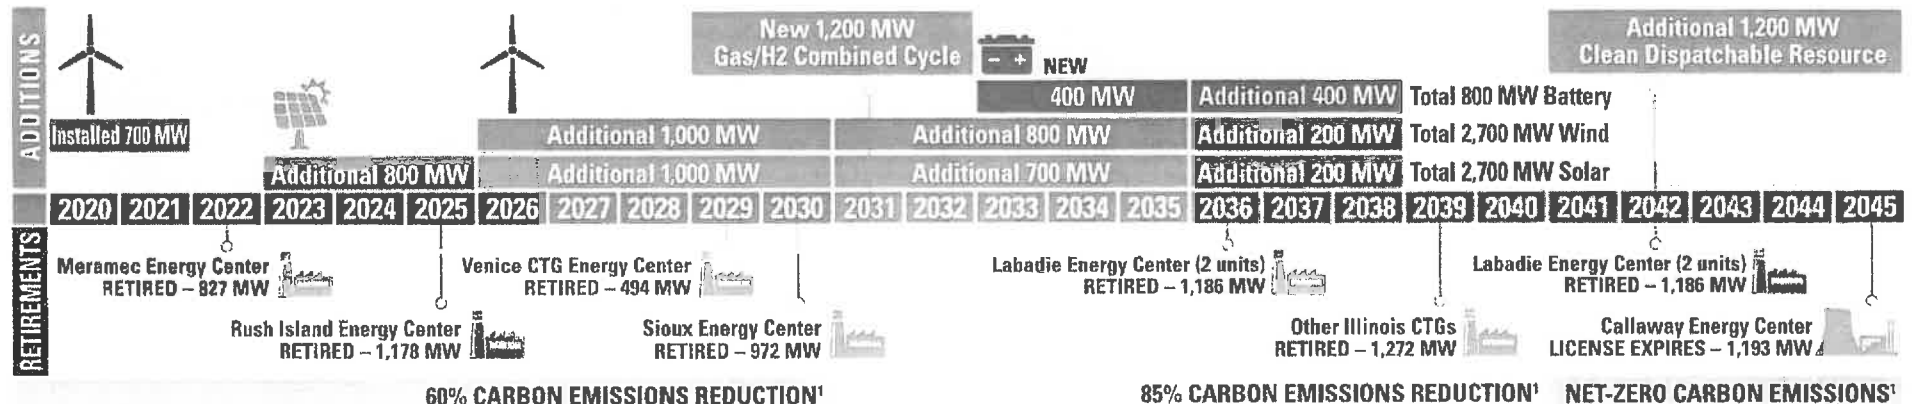 ADDITIONS
New 1,200 MW
Gas/H2 Combined Cycle
Additional 1,200 MW
Clean Dispatchable Resource
NEW
400 MW
Additional 400 MW
Total 800 MW Battery
Installed 700 MW
Additional 1,000 MW
Additional 800 MW
Additional 200 MW
Total 2,700 MW Wind
Additional 800 MW
Additional 1,000 MW
Additional 700 MW
Additional 200 MW
Total 2,700 MW Solar
2020 2021 2022 2023 2024 2025 2026 2027 2028 2029 2030 2031 2032 2033 2034 2035 2036 2037 2038 2039 2040 2041 2042 2043 2044 2045
RETIREMENTS
Meramec Energy Center
RETIRED – 827 MW
Venice CTG Energy Center
RETIRED – 494 MW
Labadie Energy Center (2 units)
RETIRED – 1,186 MW
Labadie Energy Center (2 units)
RETIRED – 1,186 MW
Rush Island Energy Center
RETIRED – 1,178 MW
Sioux Energy Center
RETIRED – 972 MW
Other Illinois CTGs
RETIRED – 1,272 MW
Callaway Energy Center
LICENSE EXPIRES – 1,193 MW
60% CARBON EMISSIONS REDUCTION¹
85% CARBON EMISSIONS REDUCTION¹
NET-ZERO CARBON EMISSIONS¹